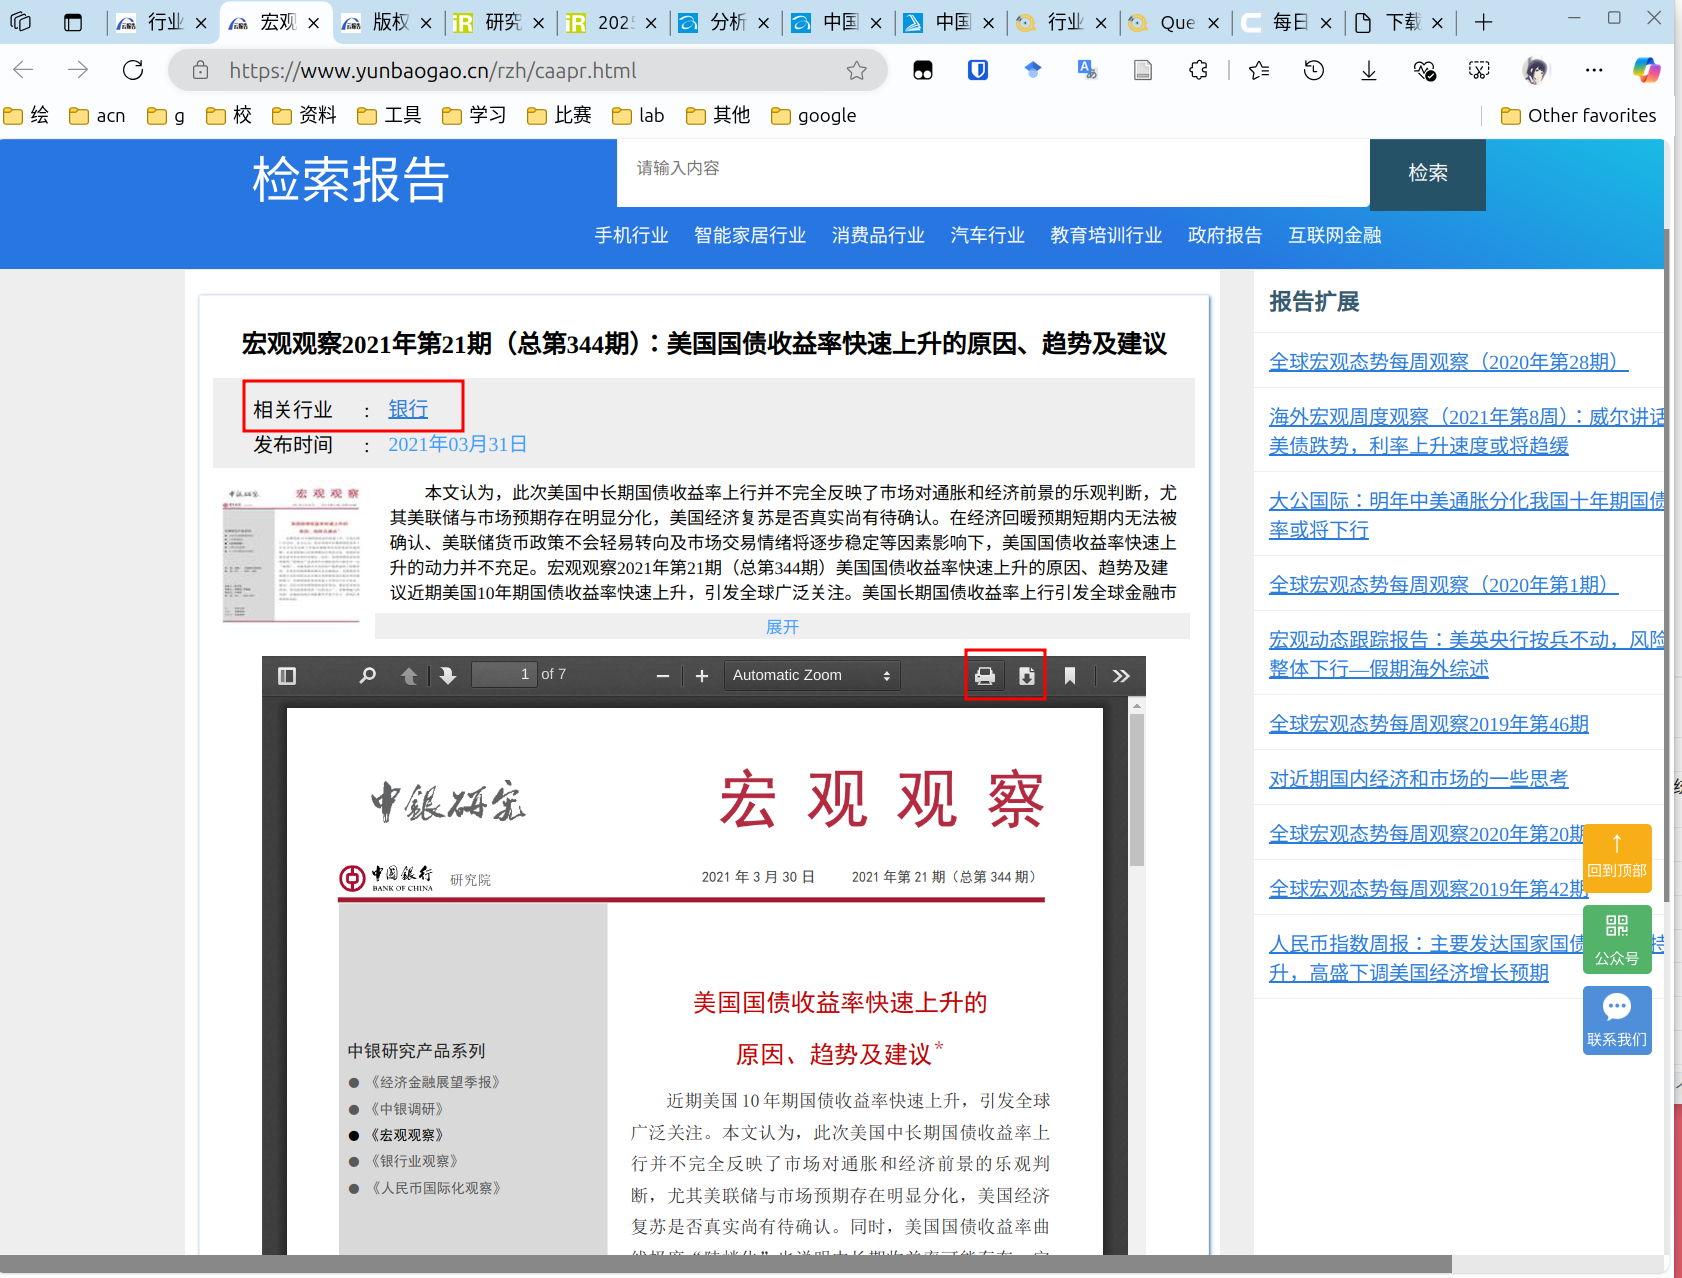 行业
宏观
版权
研究
202
分析
中国
中国
行业
Que
每日
下载
https://www.yunbaogao.cn/rzh/caapr.html
绘
acn
g
校
资料
工具
学习
比赛
lab
其他
google
Other favorites
检索报告
请输入内容
检索
手机行业 智能家居行业 消费品行业 汽车行业 教育培训行业 政府报告 互联网金融
宏观观察2021年第21期（总第344期）：美国国债收益率快速上升的原因、趋势及建议
相关行业 : 银行
发布时间 : 2021年03月31日
本文认为，此次美国中长期国债收益率上行并不完全反映了市场对通胀和经济前景的乐观判断，尤
其美联储与市场预期存在明显分化，美国经济复苏是否真实尚有待确认。在经济回暖预期短期内无法被
确认、美联储货币政策不会轻易转向及市场交易情绪将逐步稳定等因素影响下，美国国债收益率快速上
升的动力并不充足。宏观观察2021年第21期（总第344期）美国国债收益率快速上升的原因、趋势及建
议近期美国10年期国债收益率快速上升，引发全球广泛关注。美国长期国债收益率上行引发全球金融市
展开
1 of 7
Automatic Zoom
中银研究
宏观观察
中国银行
BANK OF CHINA
研究院
2021 年 3 月 30 日
2021 年第 21 期（总第 344 期）
美国国债收益率快速上升的
原因、趋势及建议*
中银研究产品系列
● 《经济金融展望季报》
● 《中银调研》
● 《宏观观察》
● 《银行业观察》
● 《人民币国际化观察》
近期美国 10 年期国债收益率快速上升，引发全球
广泛关注。本文认为，此次美国中长期国债收益率上
行并不完全反映了市场对通胀和经济前景的乐观判
断，尤其美联储与市场预期存在明显分化，美国经济
复苏是否真实尚有待确认。同时，美国国债收益率曲
报告扩展
全球宏观态势每周观察（2020年第28期）
海外宏观周度观察（2021年第8周）：威尔讲话
美债跌势，利率上升速度或将趋缓
大公国际：明年中美通胀分化我国十年期国债
率或将下行
全球宏观态势每周观察（2020年第1期）
宏观动态跟踪报告：美英央行按兵不动，风险
整体下行—假期海外综述
全球宏观态势每周观察2019年第46期
对近期国内经济和市场的一些思考
全球宏观态势每周观察2020年第20期
全球宏观态势每周观察2019年第42期
人民币指数周报：主要发达国家国债 持
升，高盛下调美国经济增长预期
回到顶部
公众号
联系我们